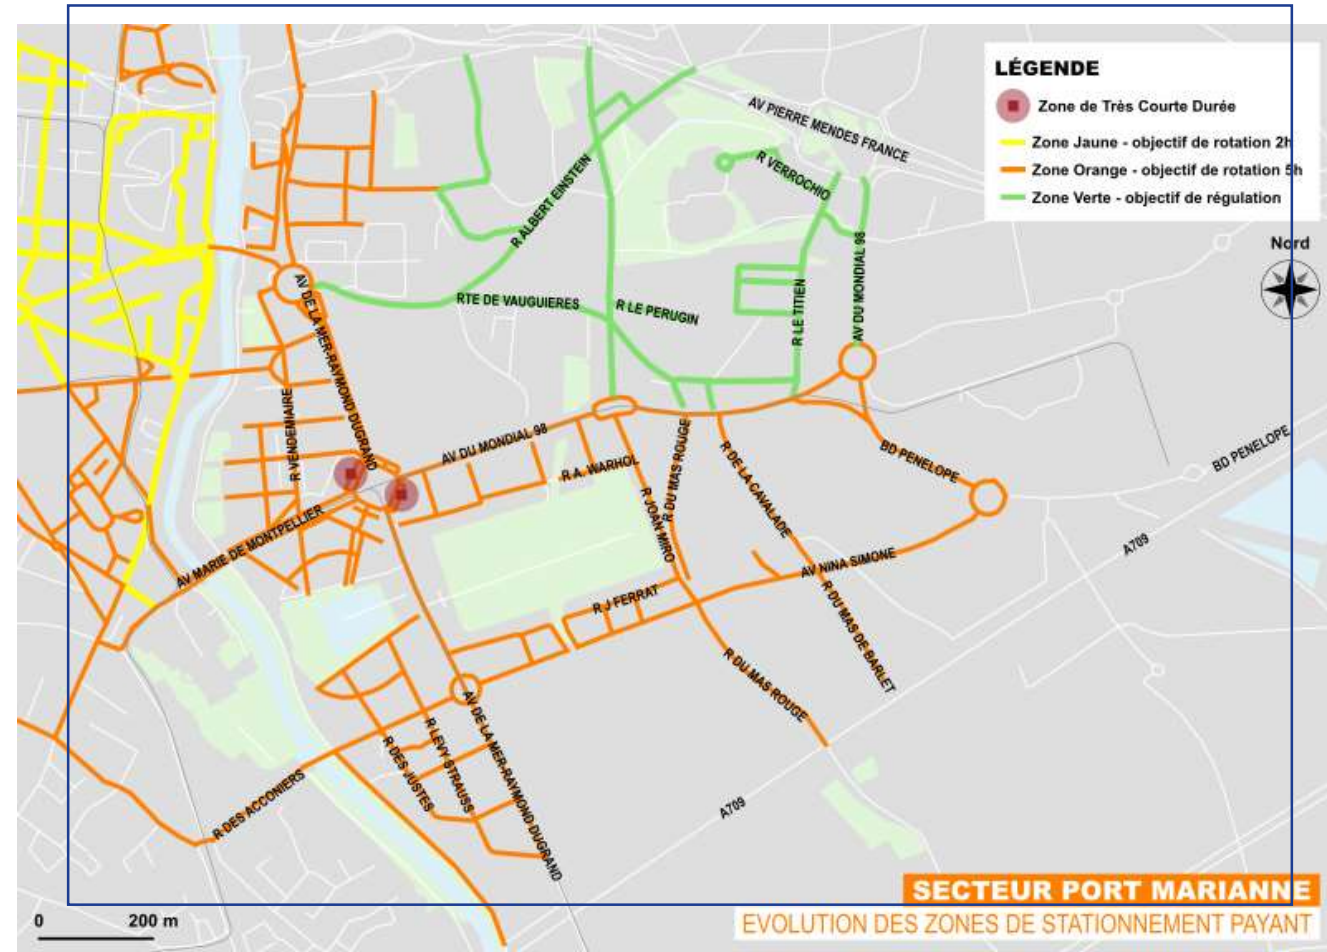 LÉGENDE
Zone de Très Courte Durée
Zone Jaune - objectif de rotation 2h
Zone Orange - objectif de rotation 5h
Zone Verte - objectif de régulation
Nord
AV PIERRE MENDES FRANCE
R VERROCHIO
R ALBERT EINSTEIN
AV DU MONDIAL 98
RTE DE VAUGUIERES
R LE PERUGIN
R LE TITIEN
AV DE LA MER-RAYMOND DUGRAND
R VENDEMIAIRE
AV DU MONDIAL 98
R A. WARHOL
R DU MAS ROUGE
R DE LA CAVALADE
BD PENELOPE
BD PENELOPE
R JOAN MIRO
AV MARIE DE MONTPELLIER
A709
AV NINA SIMONE
R J FERRAT
R DU MAS DE BARLET
R DU MAS ROUGE
AV DE LA MER-RAYMOND DUGRAND
R LEVY STRAUSS
R DES JUSTES
R DES ACCONIERS
A709
SECTEUR PORT MARIANNE
EVOLUTION DES ZONES DE STATIONNEMENT PAYANT
0 200 m